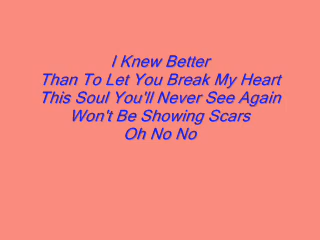 I Knew Better
Than To Let You Break My Heart
This Soul You'll Never See Again
Won't Be Showing Scars
Oh No No